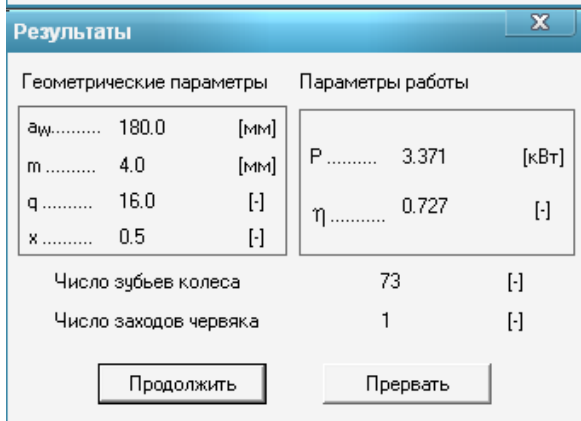 Результаты
Геометрические параметры
Параметры работы
aw.......... 180.0 [мм]
m .......... 4.0 [мм]
q .......... 16.0 [-]
x .......... 0.5 [-]
P .......... 3.371 [кВт]
η ........... 0.727 [-]
Число зубьев колеса 73 [-]
Число заходов червяка 1 [-]
Продолжить
Прервать